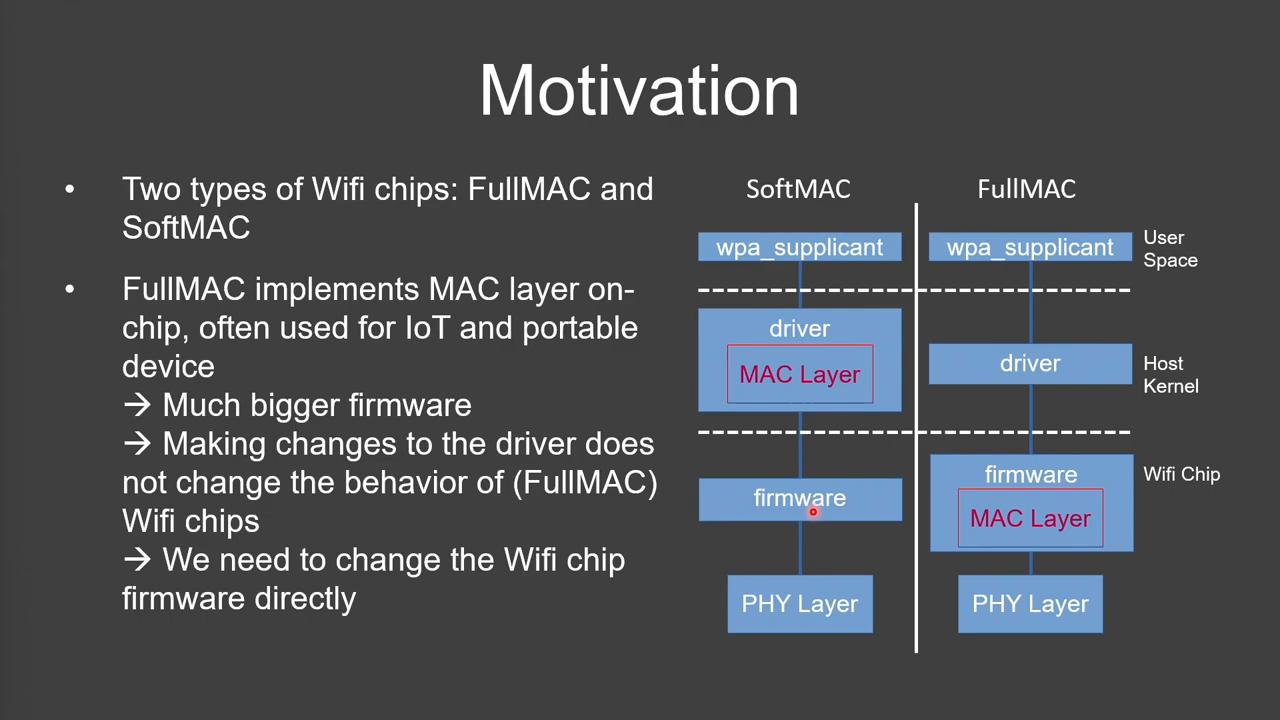 Motivation
• Two types of Wifi chips: FullMAC and
SoftMAC
• FullMAC implements MAC layer on-
chip, often used for IoT and portable
device
→ Much bigger firmware
→ Making changes to the driver does
not change the behavior of (FullMAC)
Wifi chips
→ We need to change the Wifi chip
firmware directly
SoftMAC
wpa_supplicant
driver
MAC Layer
firmware
PHY Layer
FullMAC
wpa_supplicant
driver
firmware
MAC Layer
PHY Layer
User
Space
Host
Kernel
Wifi Chip